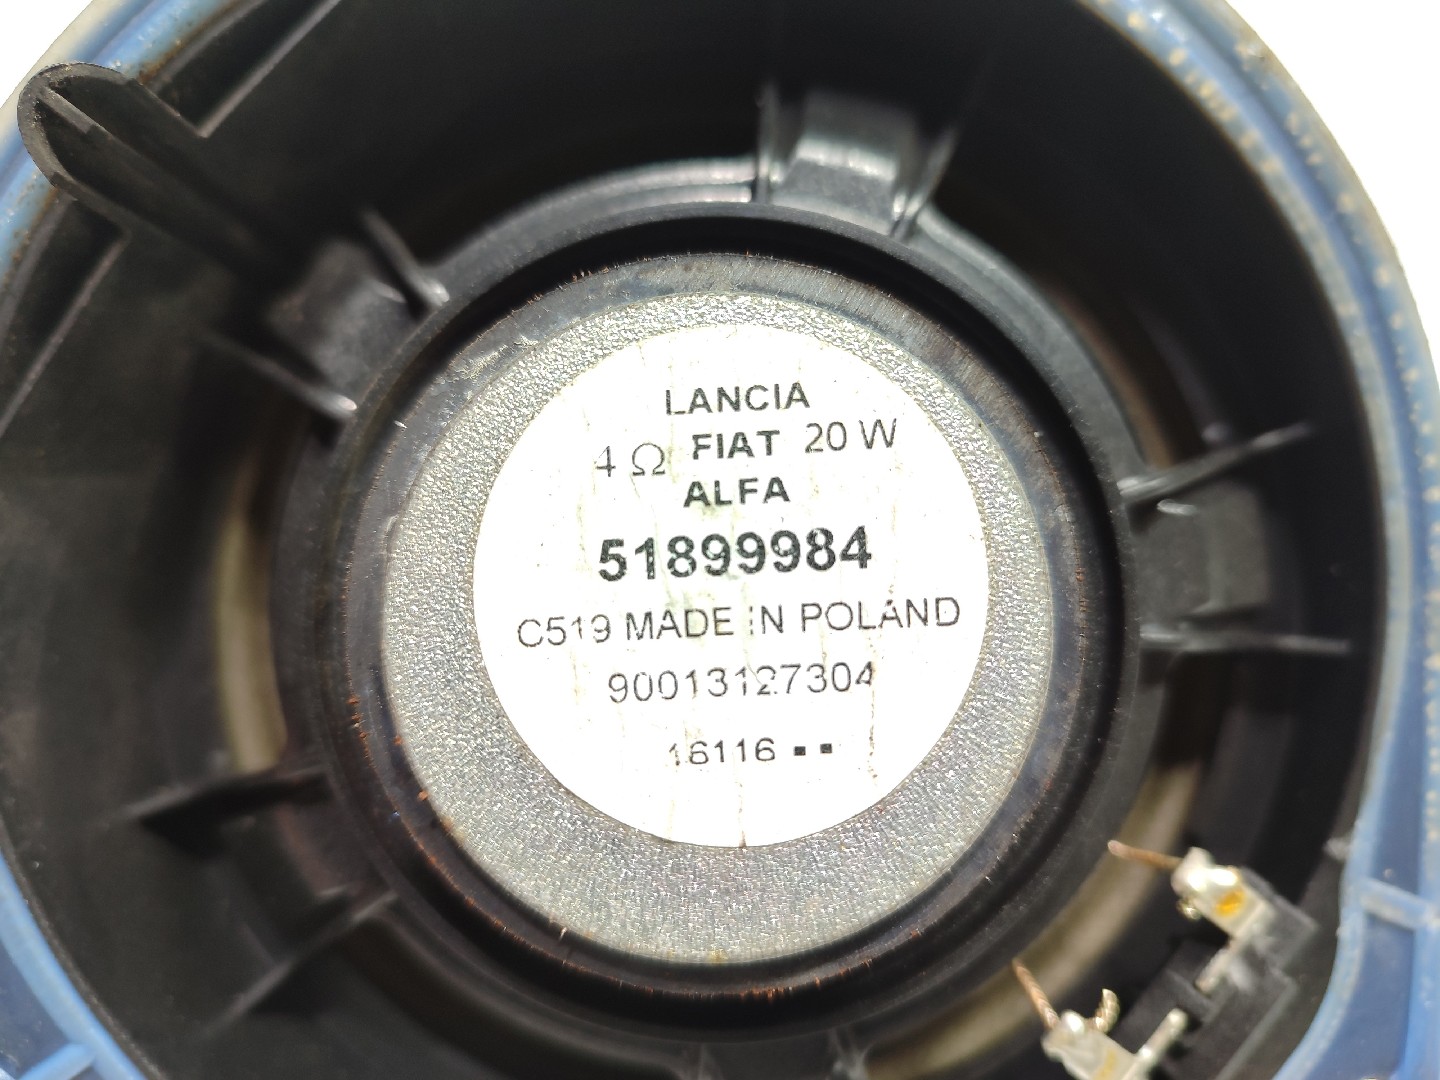 LANCIA
4 Ω FIAT 20 W
ALFA
51899984
C519 MADE IN POLAND
90013127304
16116 ▪ ▪